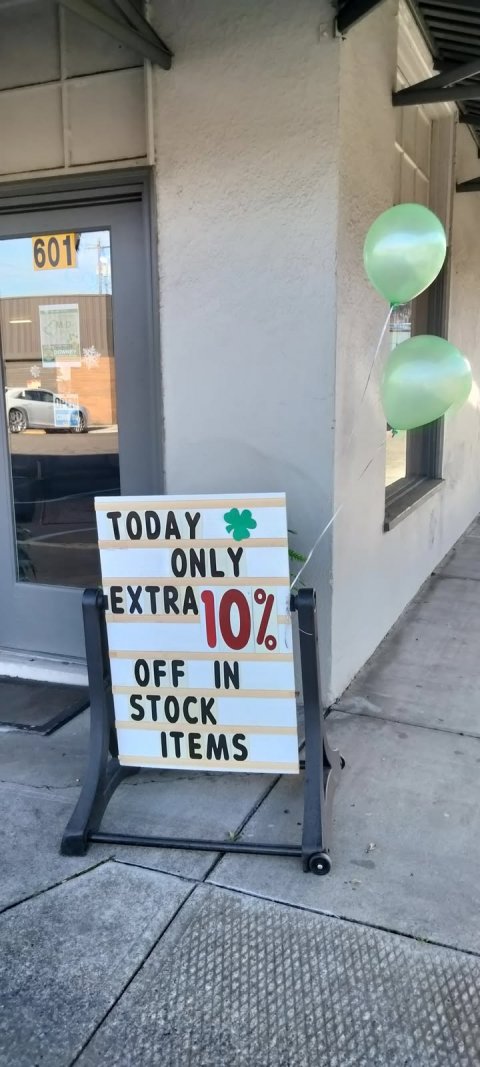 601
TODAY
ONLY
EXTRA 10%
OFF IN
STOCK
ITEMS